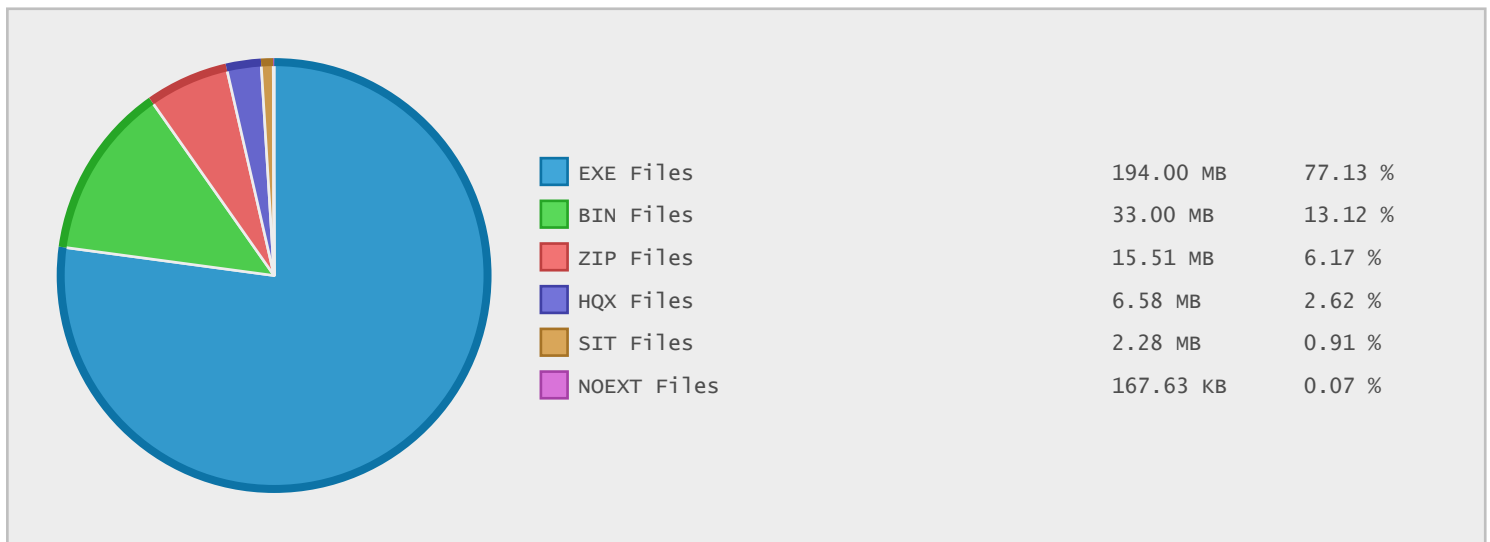 EXE Files 194.00 MB 77.13 %
BIN Files 33.00 MB 13.12 %
ZIP Files 15.51 MB 6.17 %
HQX Files 6.58 MB 2.62 %
SIT Files 2.28 MB 0.91 %
NOEXT Files 167.63 KB 0.07 %